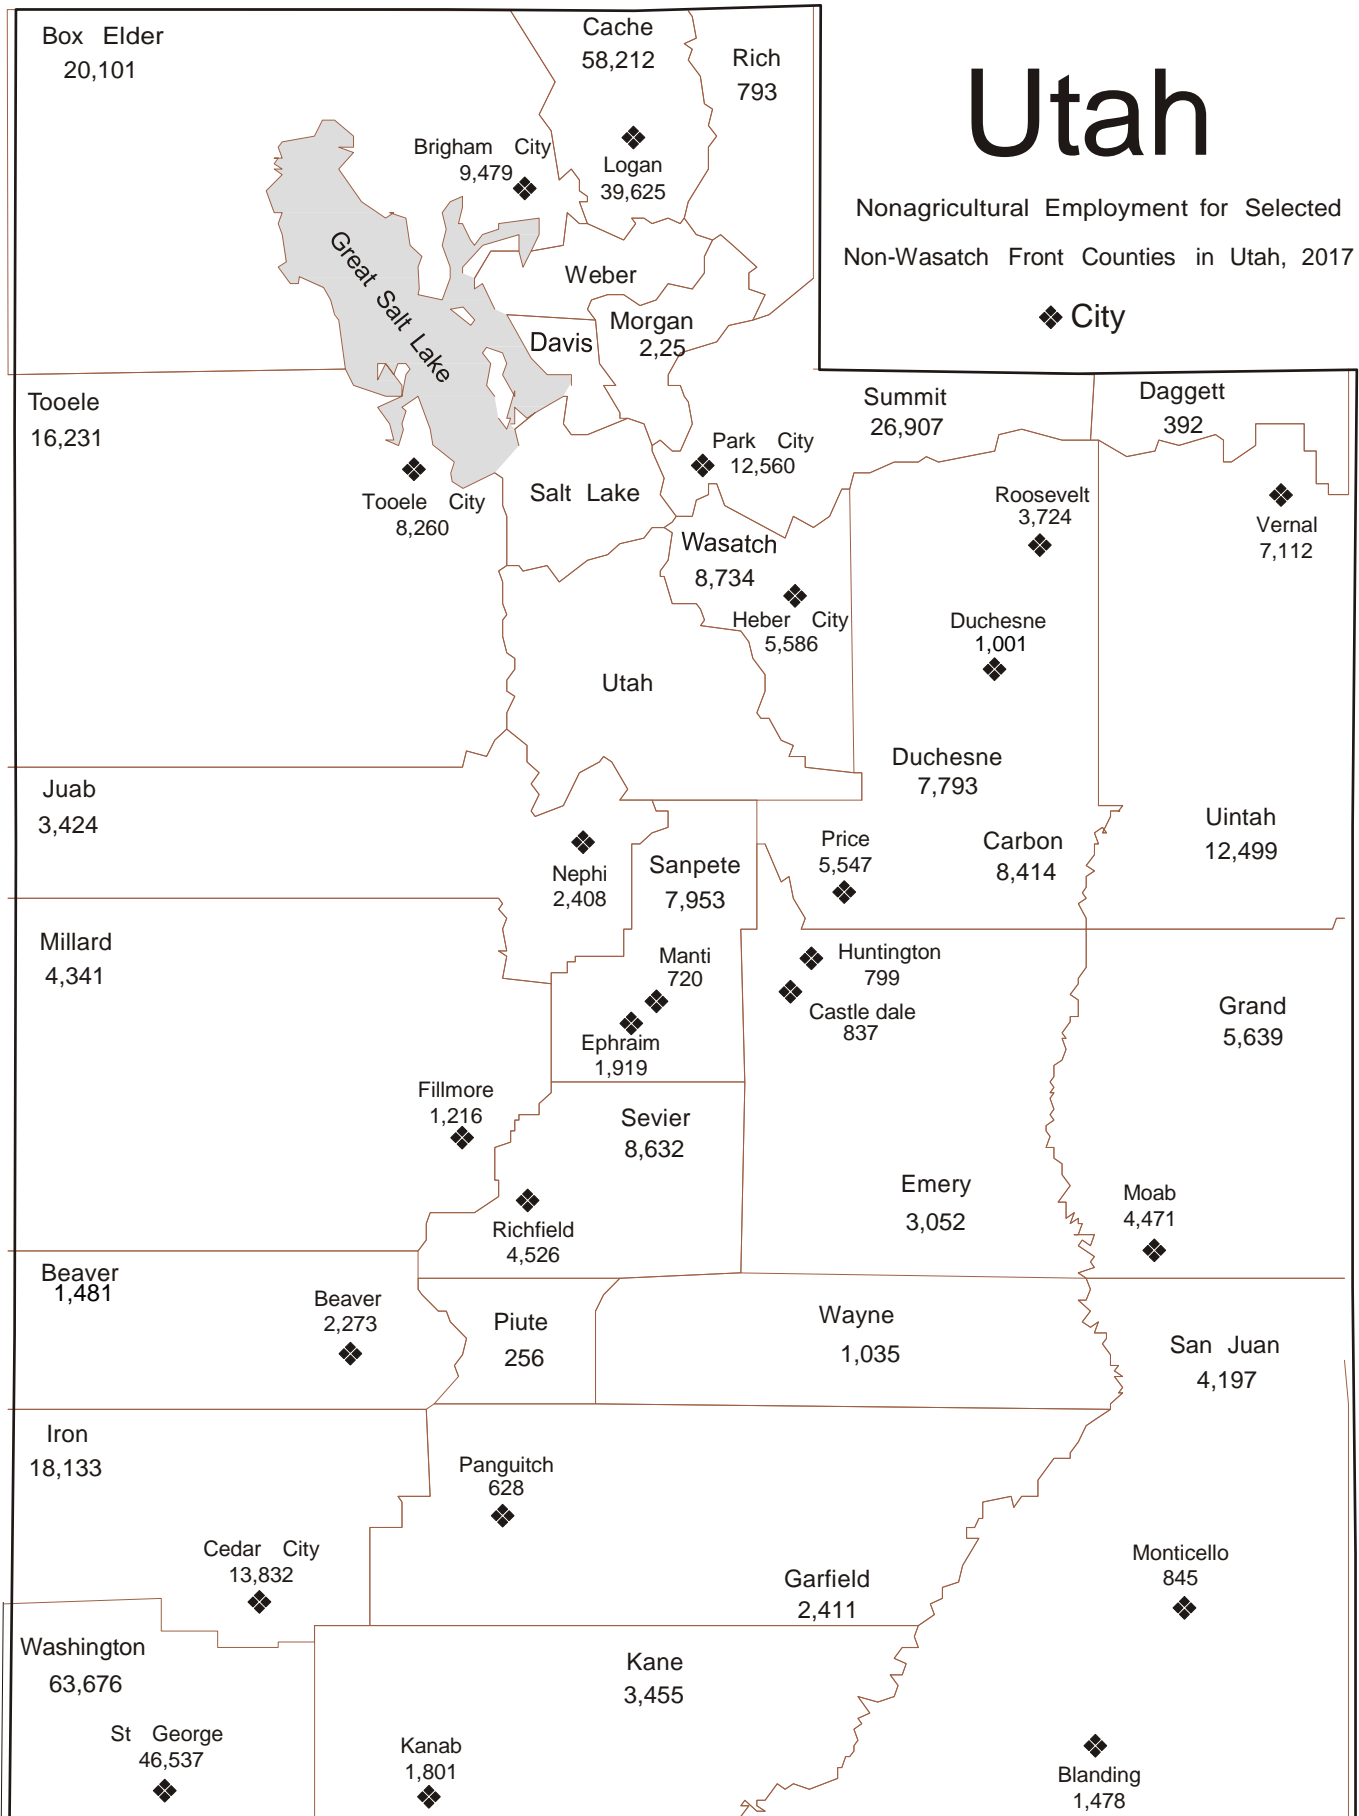 Utah
Nonagricultural Employment for Selected
Non-Wasatch Front Counties in Utah, 2017
City
Box Elder
20,101
Cache
58,212
Rich
793
Brigham City
9,479
Logan
39,625
Great Salt Lake
Weber
Morgan
2,25
Davis
Tooele
16,231
Summit
26,907
Daggett
392
Park City
12,560
Tooele City
8,260
Salt Lake
Roosevelt
3,724
Vernal
7,112
Wasatch
8,734
Heber City
5,586
Duchesne
1,001
Utah
Duchesne
7,793
Juab
3,424
Uintah
12,499
Nephi
2,408
Sanpete
7,953
Price
5,547
Carbon
8,414
Millard
4,341
Manti
720
Huntington
799
Castle dale
837
Grand
5,639
Ephraim
1,919
Fillmore
1,216
Sevier
8,632
Emery
3,052
Moab
4,471
Richfield
4,526
Beaver
1,481
Beaver
2,273
Piute
256
Wayne
1,035
San Juan
4,197
Iron
18,133
Panguitch
628
Cedar City
13,832
Garfield
2,411
Monticello
845
Washington
63,676
Kane
3,455
St George
46,537
Kanab
1,801
Blanding
1,478